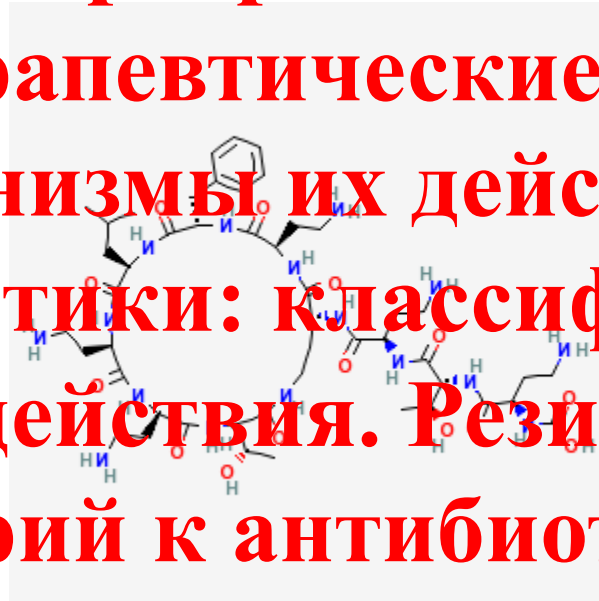 рапевтические
низмы их дейс
тики: классиф
действия. Рези
рий к антибиот